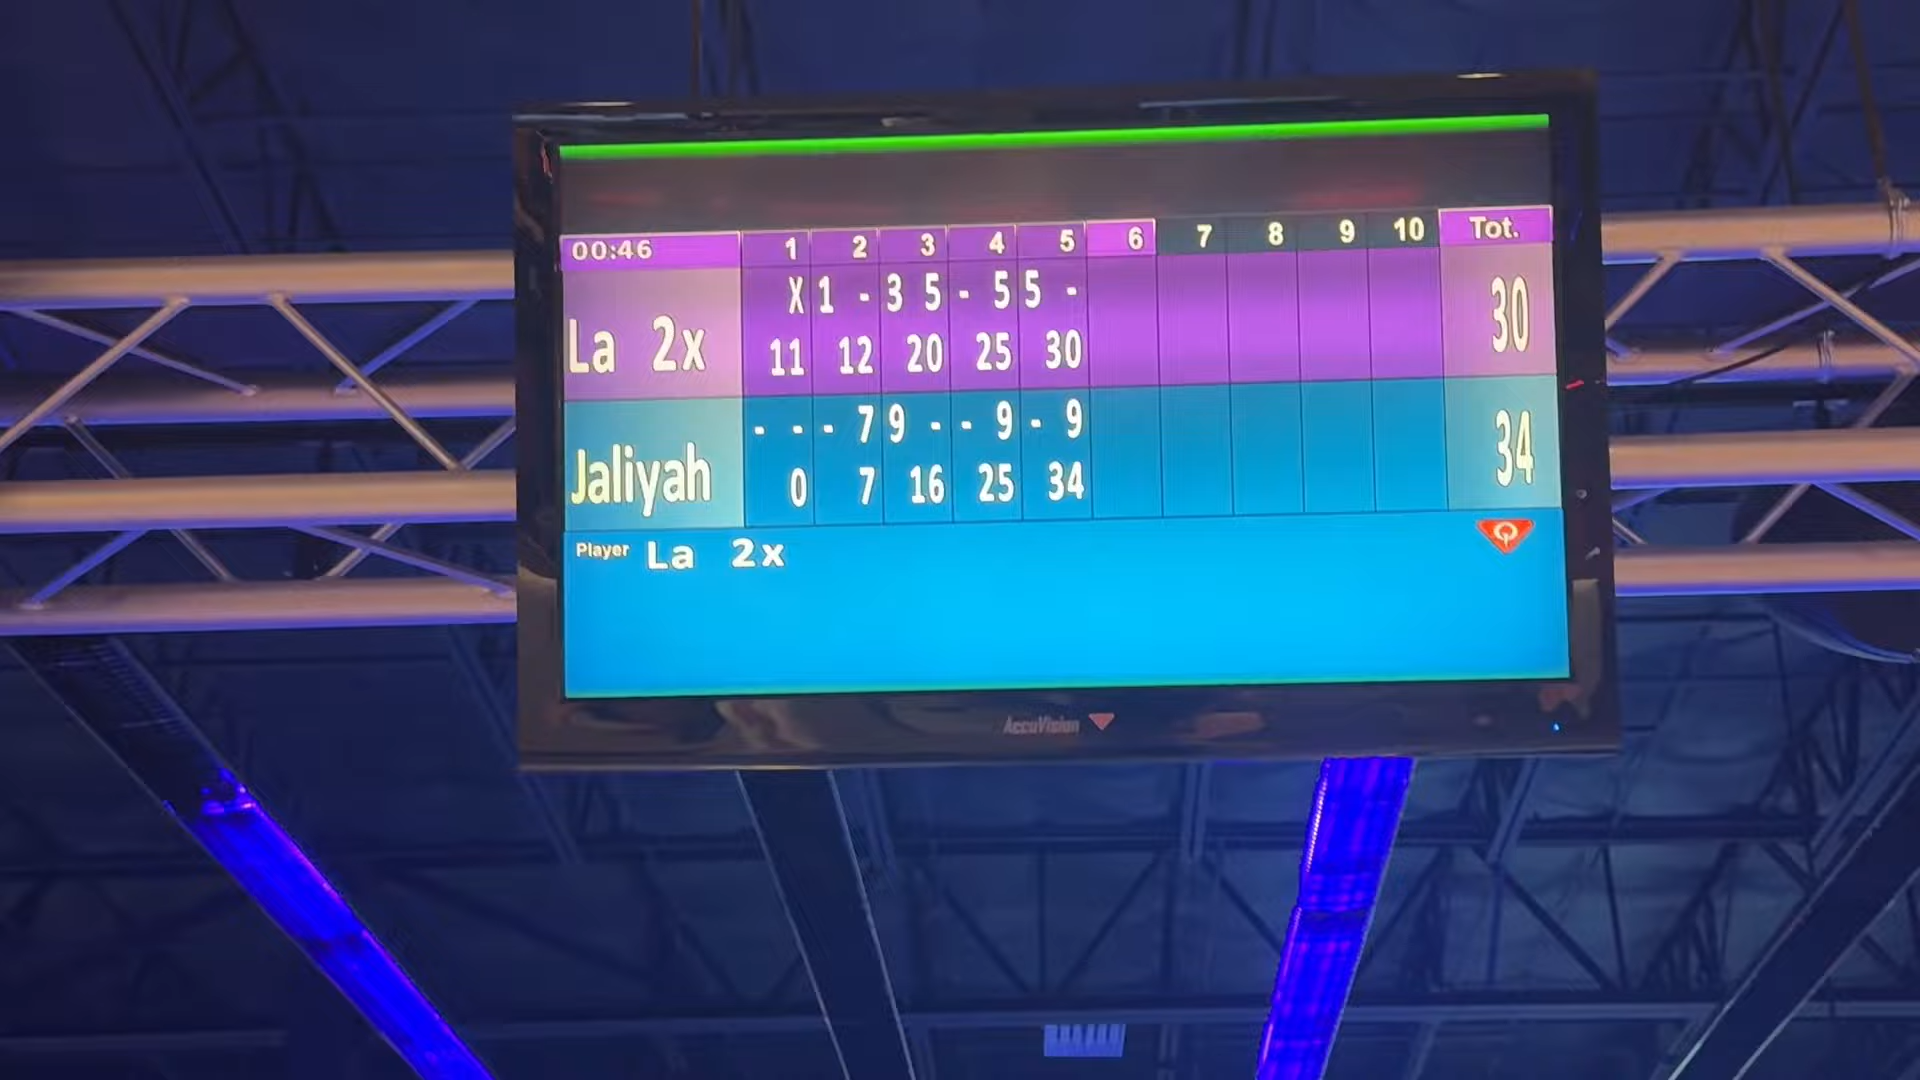 00:46 1 2 3 4 5 6 7 8 9 10 Tot.
X 1 - 3 5 - 5 5 -
La 2x 11 12 20 25 30 30
- - - 7 9 - - 9 - 9
Jaliyah 0 7 16 25 34 34
Player La 2x
AccuVision